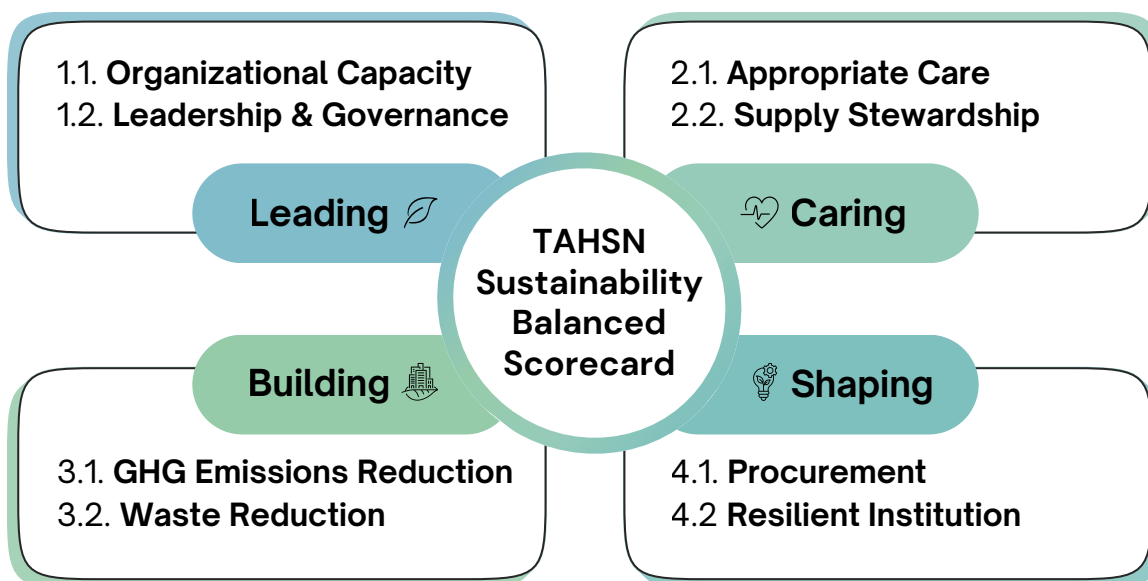 1.1. Organizational Capacity
1.2. Leadership & Governance
Leading
2.1. Appropriate Care
2.2. Supply Stewardship
Caring
TAHSN
Sustainability
Balanced
Scorecard
Building
3.1. GHG Emissions Reduction
3.2. Waste Reduction
Shaping
4.1. Procurement
4.2 Resilient Institution